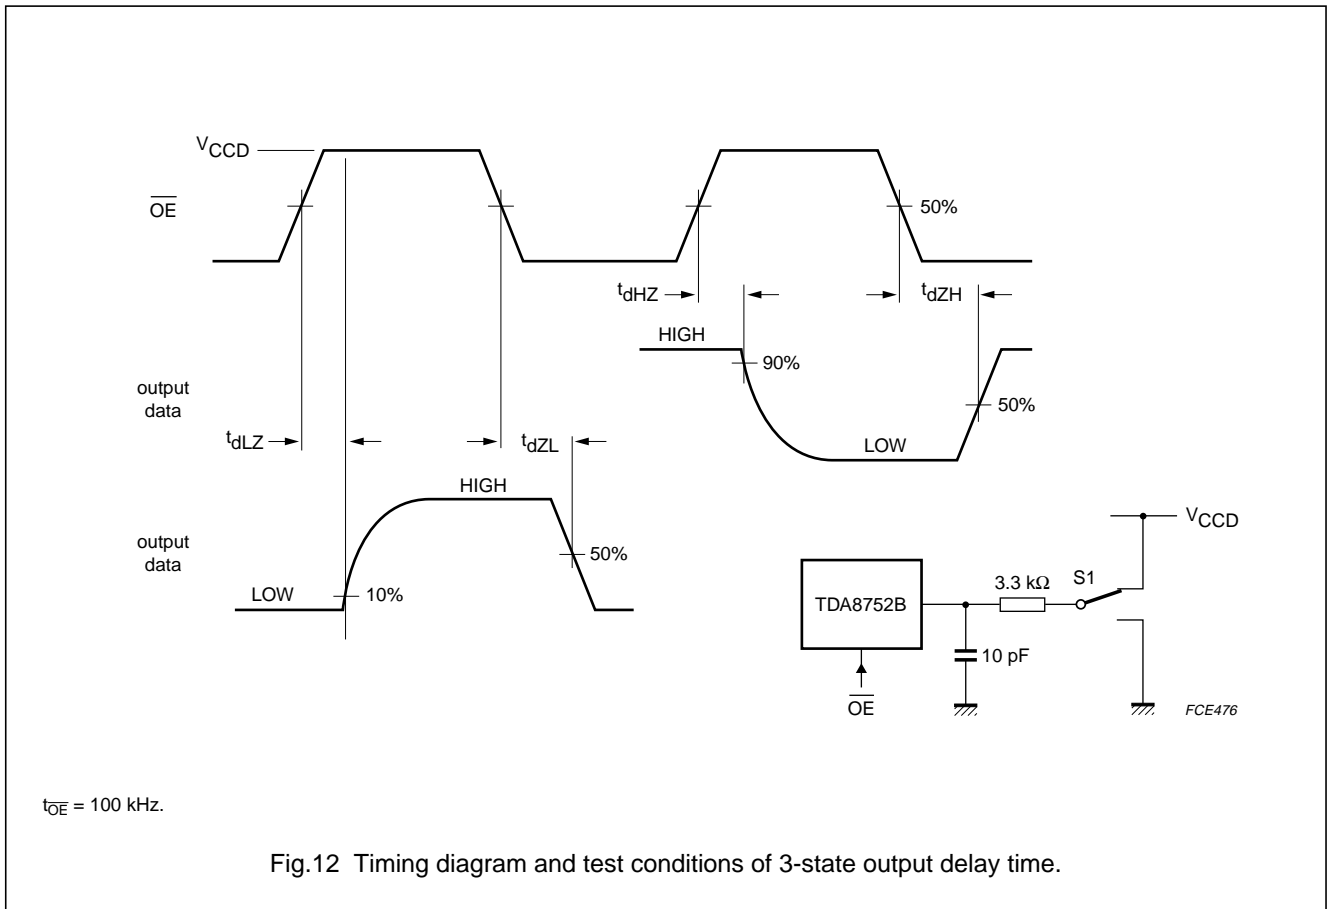 VCCD
OE
50%
tdHZ
tdZH
HIGH
90%
output
data
50%
LOW
tdLZ
tdZL
HIGH
output
data
50%
LOW
10%
VCCD
3.3 kΩ
S1
TDA8752B
10 pF
OE
FCE476
tOE = 100 kHz.
Fig.12 Timing diagram and test conditions of 3-state output delay time.